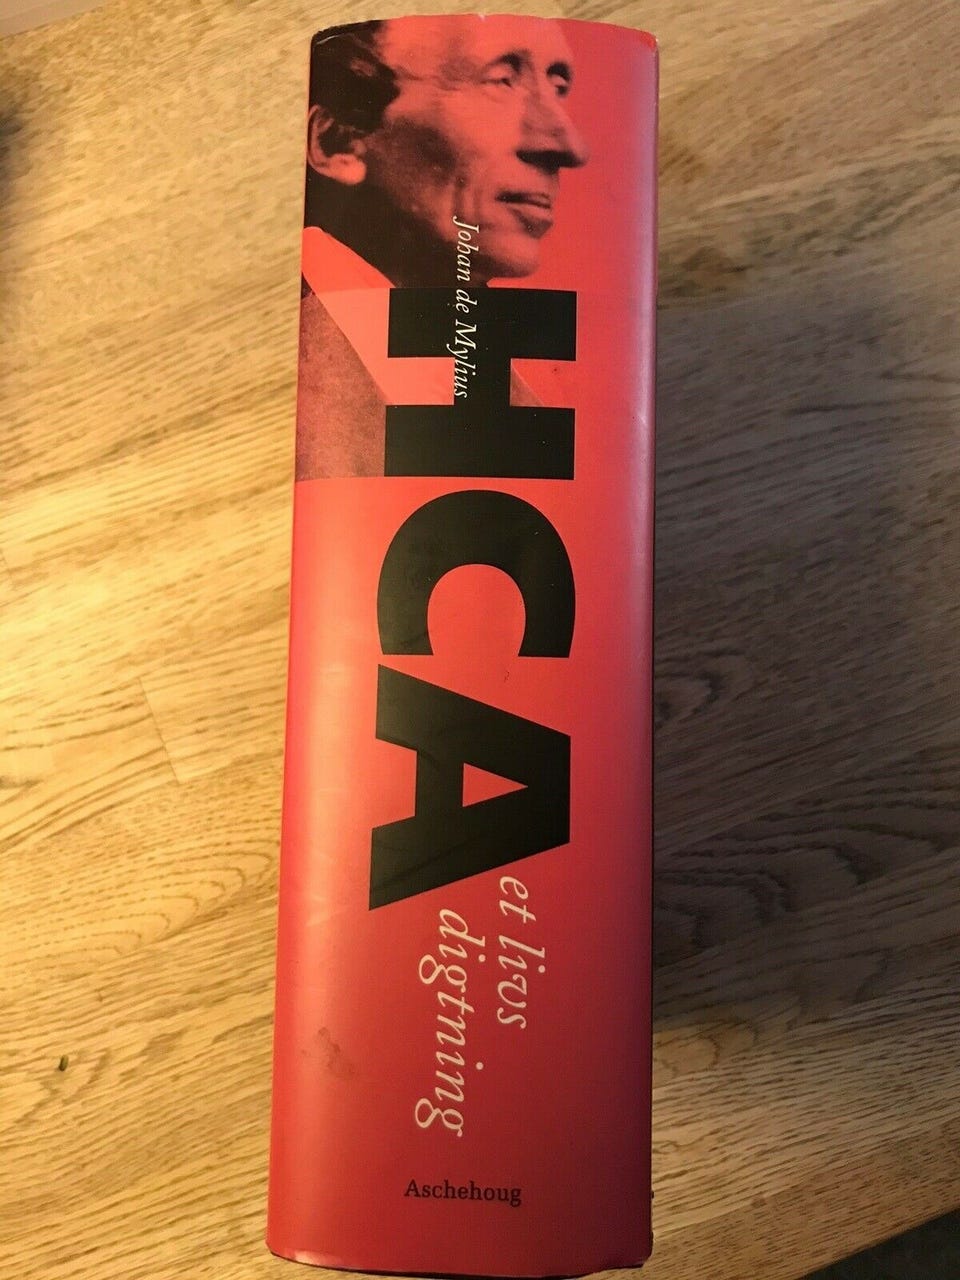 Johan de Mylius
HCA
et livs
digtning
Aschehoug